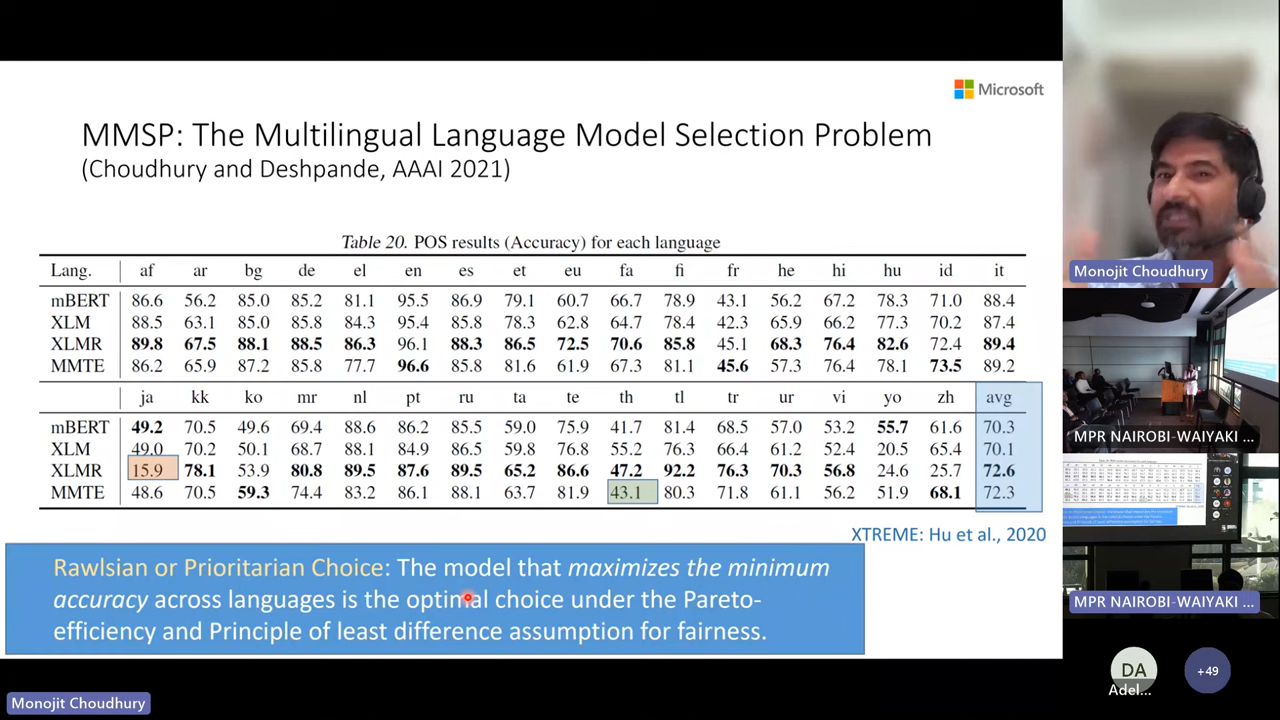 Microsoft
MMSP: The Multilingual Language Model Selection Problem
(Choudhury and Deshpande, AAAI 2021)
Table 20. POS results (Accuracy) for each language
Lang. af ar bg de el en es et eu fa fi fr he hi hu id it
mBERT 86.6 56.2 85.0 85.2 81.1 95.5 86.9 79.1 60.7 66.7 78.9 43.1 56.2 67.2 78.3 71.0 88.4
XLM 88.5 63.1 85.0 85.8 84.3 95.4 85.8 78.3 62.8 64.7 78.4 42.3 65.9 66.2 77.3 70.2 87.4
XLMR 89.8 67.5 88.1 88.5 86.3 96.1 88.3 86.5 72.5 70.6 85.8 45.1 68.3 76.4 82.6 72.4 89.4
MMTE 86.2 65.9 87.2 85.8 77.7 96.6 85.8 81.6 61.9 67.3 81.1 45.6 57.3 76.4 78.1 73.5 89.2
ja kk ko mr nl pt ru ta te th tl tr ur vi yo zh avg
mBERT 49.2 70.5 49.6 69.4 88.6 86.2 85.5 59.0 75.9 41.7 81.4 68.5 57.0 53.2 55.7 61.6 70.3
XLM 49.0 70.2 50.1 68.7 88.1 84.9 86.5 59.8 76.8 55.2 76.3 66.4 61.2 52.4 20.5 65.4 70.1
XLMR 15.9 78.1 53.9 80.8 89.5 87.6 89.5 65.2 86.6 47.2 92.2 76.3 70.3 56.8 24.6 25.7 72.6
MMTE 48.6 70.5 59.3 74.4 83.2 86.1 88.1 63.7 81.9 43.1 80.3 71.8 61.1 56.2 51.9 68.1 72.3
XTREME: Hu et al., 2020
Rawlsian or Prioritarian Choice: The model that maximizes the minimum
accuracy across languages is the optimal choice under the Pareto-
efficiency and Principle of least difference assumption for fairness.
Monojit Choudhury
Monojit Choudhury
MPR NAIROBI-WAIYAKI ...
MPR NAIROBI-WAIYAKI ...
DA
Adel...
+49